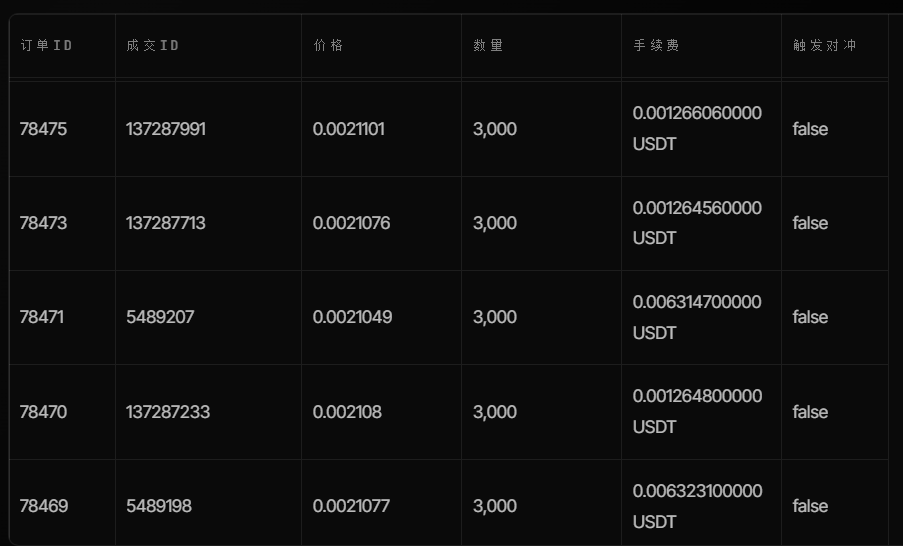 订单ID 成交ID 价格 数量 手续费 触发对冲
78475 137287991 0.0021101 3,000 0.001266060000 USDT false
78473 137287713 0.0021076 3,000 0.001264560000 USDT false
78471 5489207 0.0021049 3,000 0.006314700000 USDT false
78470 137287233 0.002108 3,000 0.001264800000 USDT false
78469 5489198 0.0021077 3,000 0.006323100000 USDT false